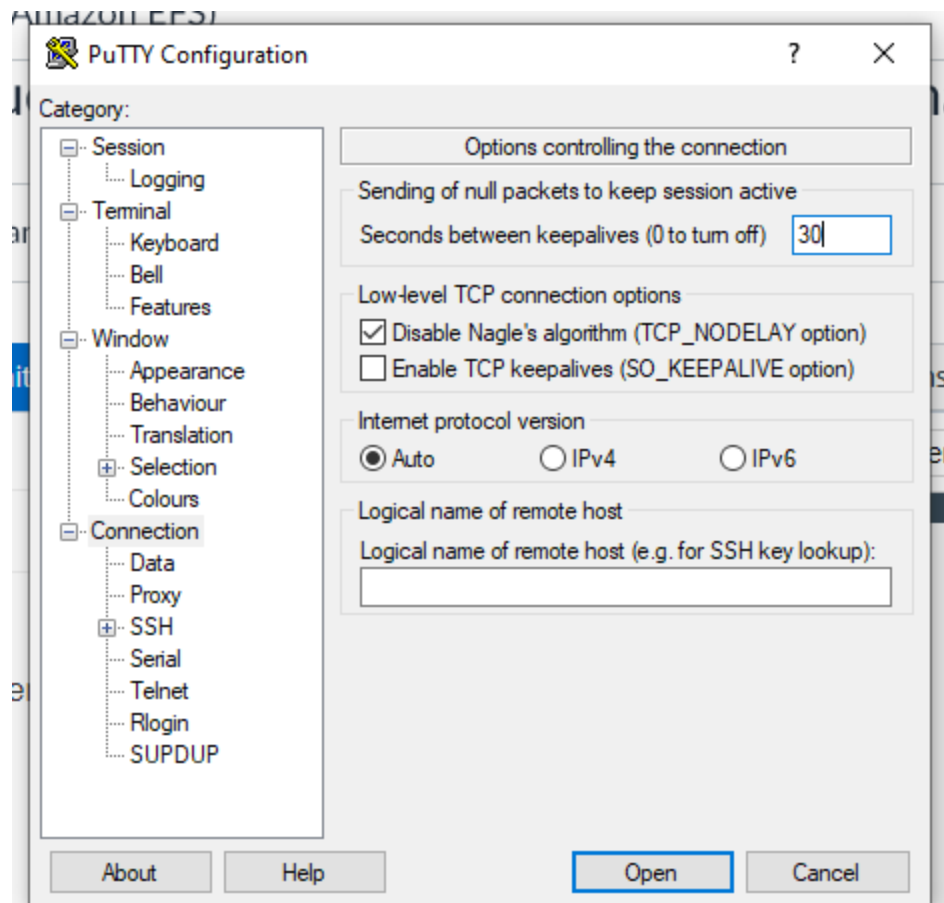 Amazon EFS)
PuTTY Configuration
?
Category:
Session
Logging
Terminal
Keyboard
Bell
Features
Window
Appearance
Behaviour
Translation
Selection
Colours
Connection
Data
Proxy
SSH
Serial
Telnet
Rlogin
SUPDUP
Options controlling the connection
Sending of null packets to keep session active
Seconds between keepalives (0 to turn off) 30
Low-level TCP connection options
Disable Nagle's algorithm (TCP_NODELAY option)
Enable TCP keepalives (SO_KEEPALIVE option)
Internet protocol version
Auto IPv4 IPv6
Logical name of remote host
Logical name of remote host (e.g. for SSH key lookup):
About Help Open Cancel